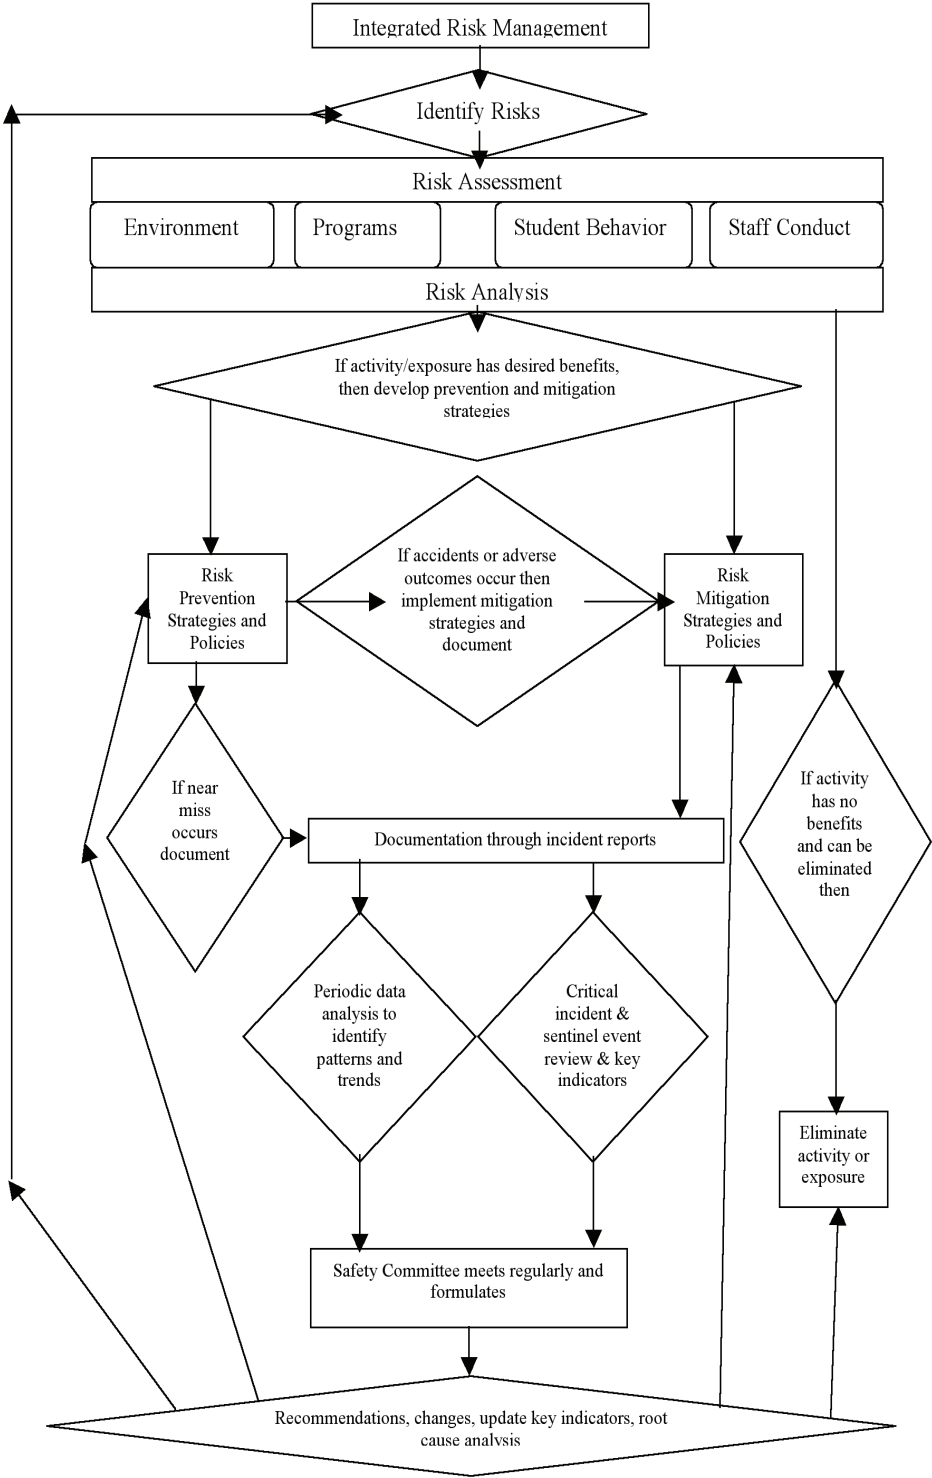 Integrated Risk Management
Identify Risks
Risk Assessment
Environment
Programs
Student Behavior
Staff Conduct
Risk Analysis
If activity/exposure has desired benefits,
then develop prevention and mitigation
strategies
Risk
Prevention
Strategies and
Policies
If accidents or adverse
outcomes occur then
implement mitigation
strategies and
document
Risk
Mitigation
Strategies and
Policies
If near
miss
occurs
document
If activity
has no
benefits
and can be
eliminated
then
Documentation through incident reports
Periodic data
analysis to
identify
patterns and
trends
Critical
incident &
sentinel event
review & key
indicators
Eliminate
activity or
exposure
Safety Committee meets regularly and
formulates
Recommendations, changes, update key indicators, root
cause analysis